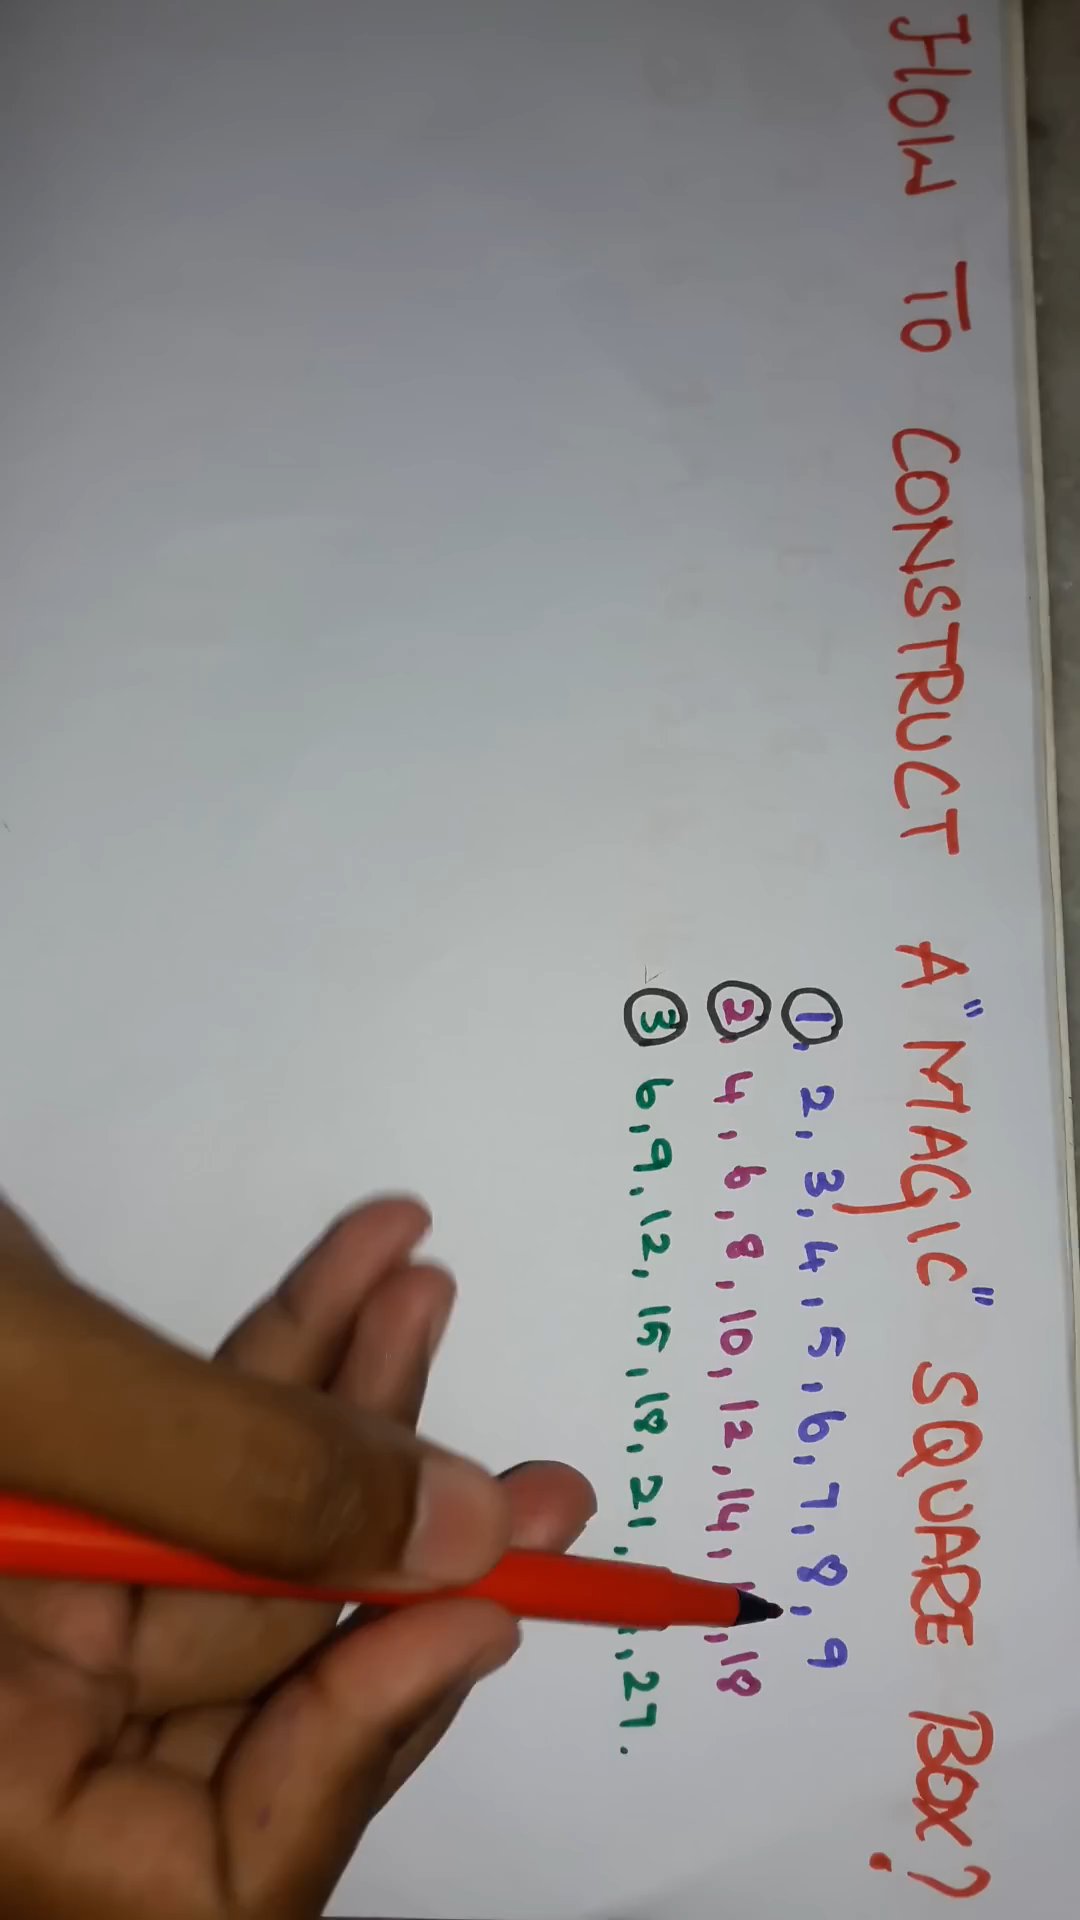 HOW TO CONSTRUCT A "MAGIC" SQUARE BOX?
1, 2, 3, 4, 5, 6, 7, 8, 9
2, 4, 6, 8, 10, 12, 14, , 18
3 6, 9, 12, 15, 18, 21, , 27.